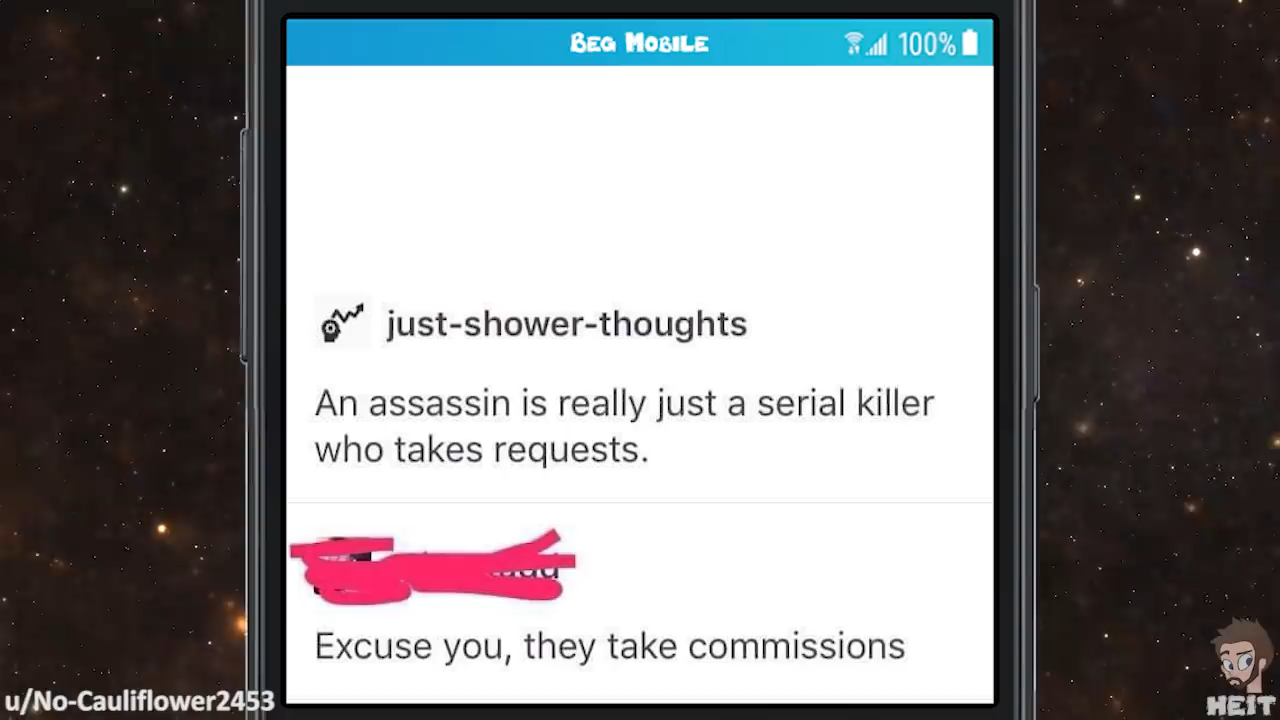 BEG MOBILE
100%
just-shower-thoughts
An assassin is really just a serial killer
who takes requests.
Excuse you, they take commissions
u/No-Cauliflower2453
HEIT